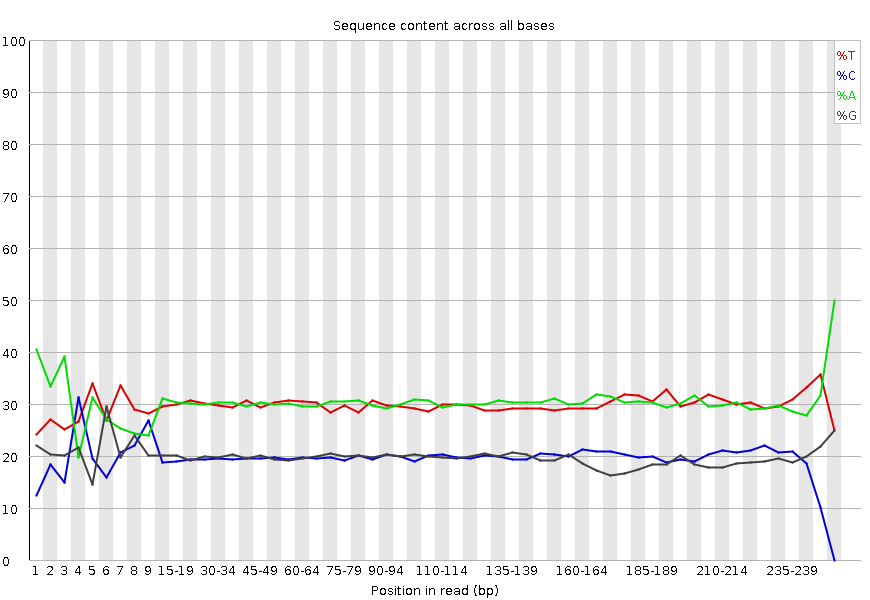 Sequence content across all bases
100
90
80
70
60
50
40
30
20
10
0
%T
%C
%A
%G
1 2 3 4 5 6 7 8 9 15-19 30-34 45-49 60-64 75-79 90-94 110-114 135-139 160-164 185-189 210-214 235-239
Position in read (bp)